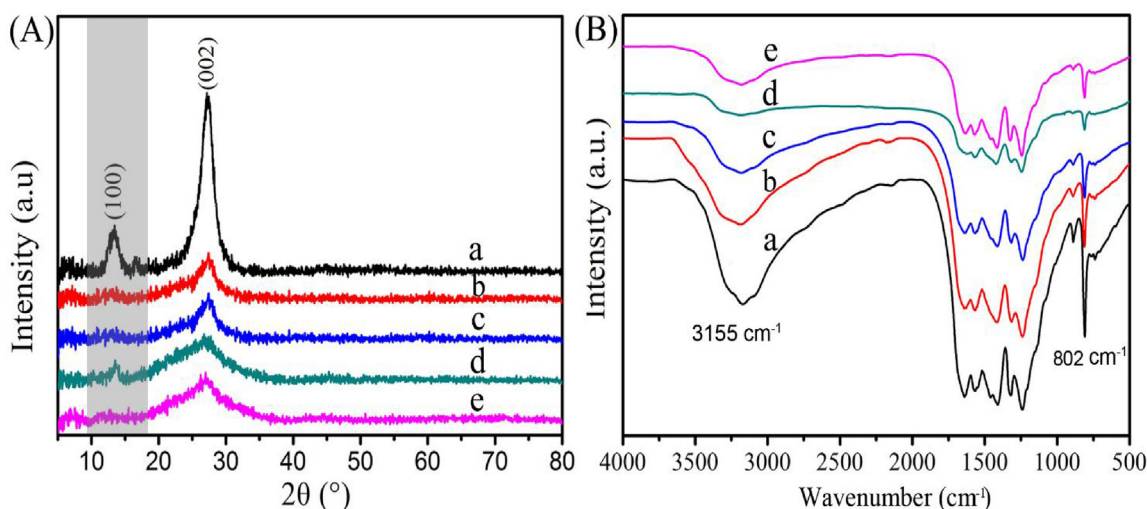 (A)
Intensity (a.u)
(100)
(002)
a
b
c
d
e
10 20 30 40 50 60 70 80
2θ (°)
(B)
Intensity (a.u.)
e
d
c
b
a
3155 cm⁻¹
802 cm⁻¹
4000 3500 3000 2500 2000 1500 1000 500
Wavenumber (cm⁻¹)